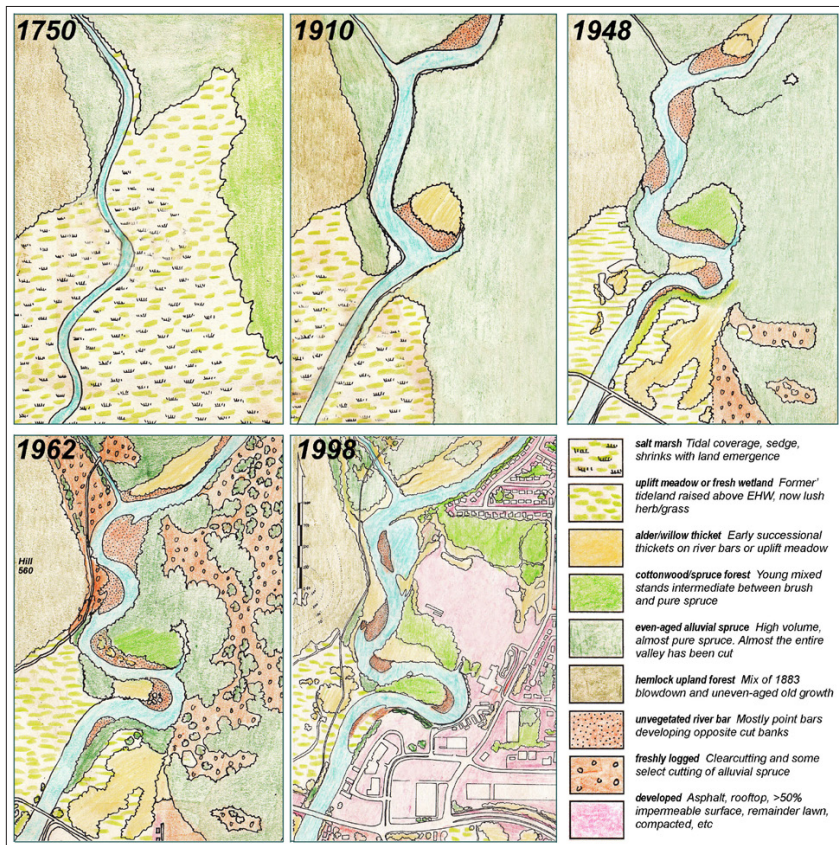 1750
1910
1948
1962
1998
Hill
560
salt marsh Tidal coverage, sedge,
shrinks with land emergence
uplift meadow or fresh wetland Former'
tideland raised above EHW, now lush
herb/grass
alder/willow thicket Early successional
thickets on river bars or uplift meadow
cottonwood/spruce forest Young mixed
stands intermediate between brush
and pure spruce
even-aged alluvial spruce High volume,
almost pure spruce. Almost the entire
valley has been cut
hemlock upland forest Mix of 1883
blowdown and uneven-aged old growth
unvegetated river bar Mostly point bars
developing opposite cut banks
freshly logged Clearcutting and some
select cutting of alluvial spruce
developed Asphalt, rooftop, >50%
impermeable surface, remainder lawn,
compacted, etc